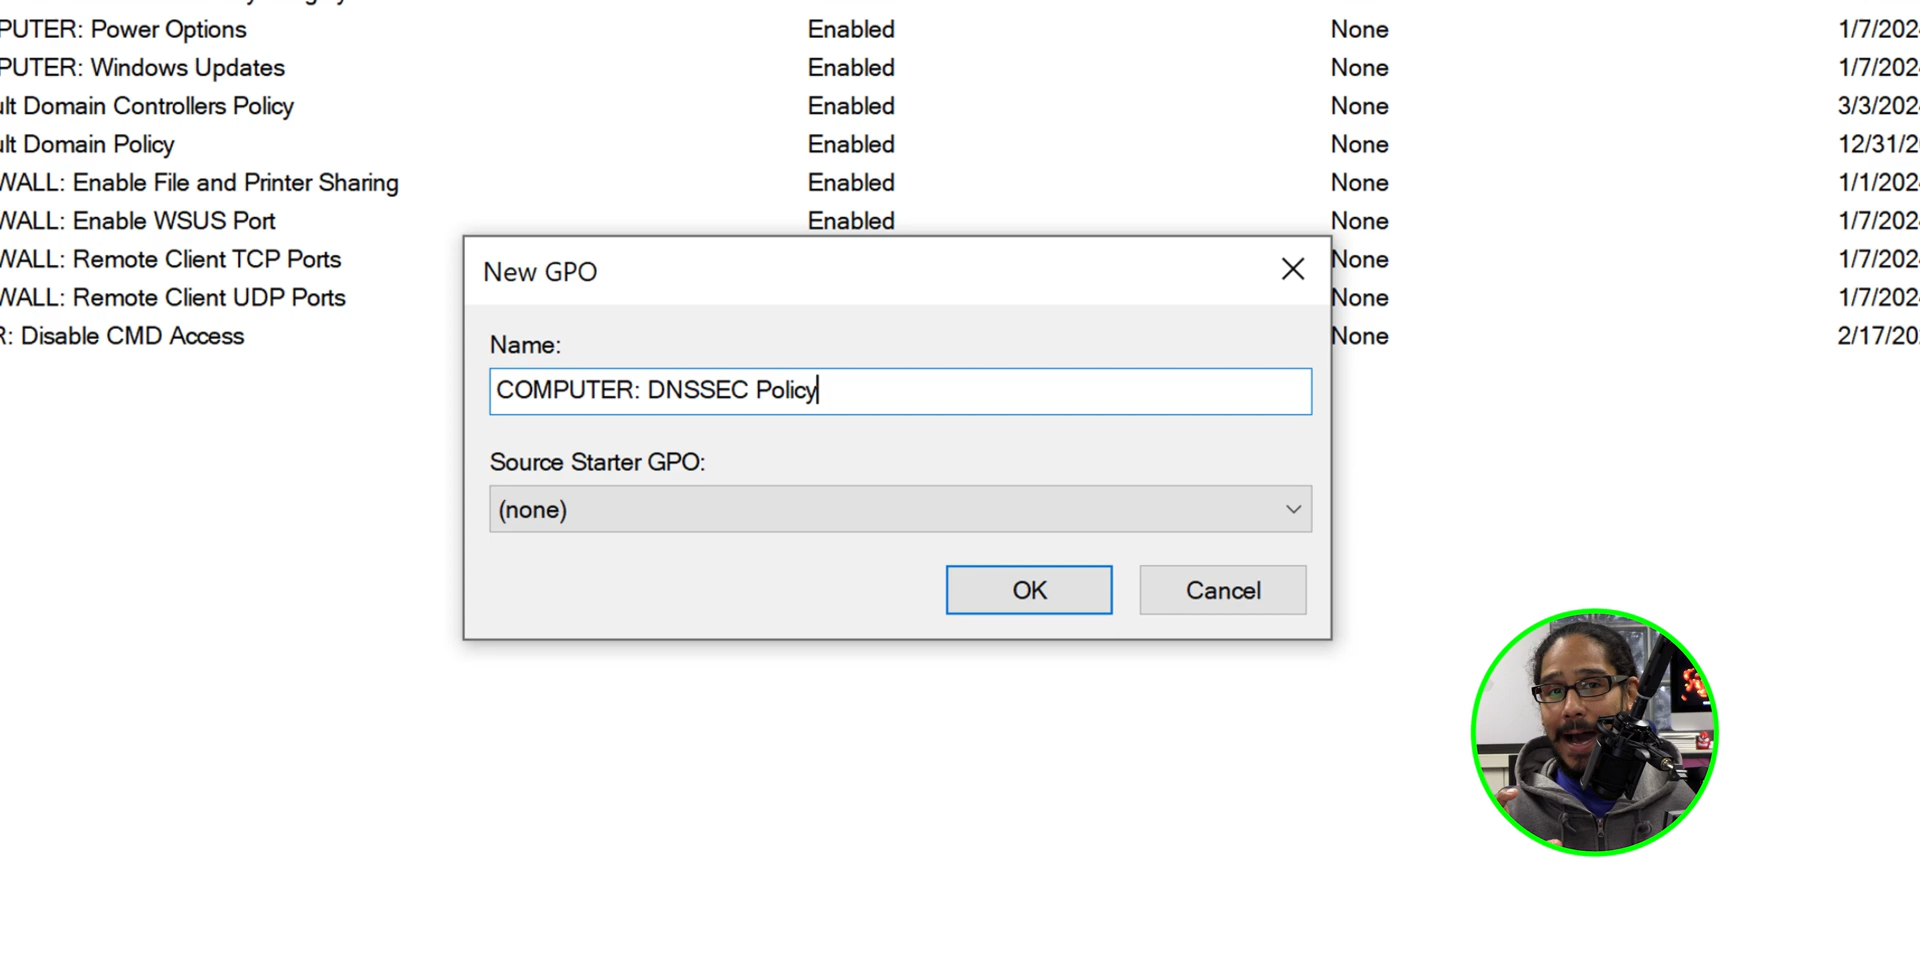 PUTER: Power Options Enabled None 1/7/202
PUTER: Windows Updates Enabled None 1/7/202
ult Domain Controllers Policy Enabled None 3/3/202
ult Domain Policy Enabled None 12/31/2
WALL: Enable File and Printer Sharing Enabled None 1/1/202
WALL: Enable WSUS Port Enabled None 1/7/202
WALL: Remote Client TCP Ports None 1/7/202
WALL: Remote Client UDP Ports None 1/7/202
R: Disable CMD Access None 2/17/20
New GPO
Name:
COMPUTER: DNSSEC Policy
Source Starter GPO:
(none)
OK Cancel